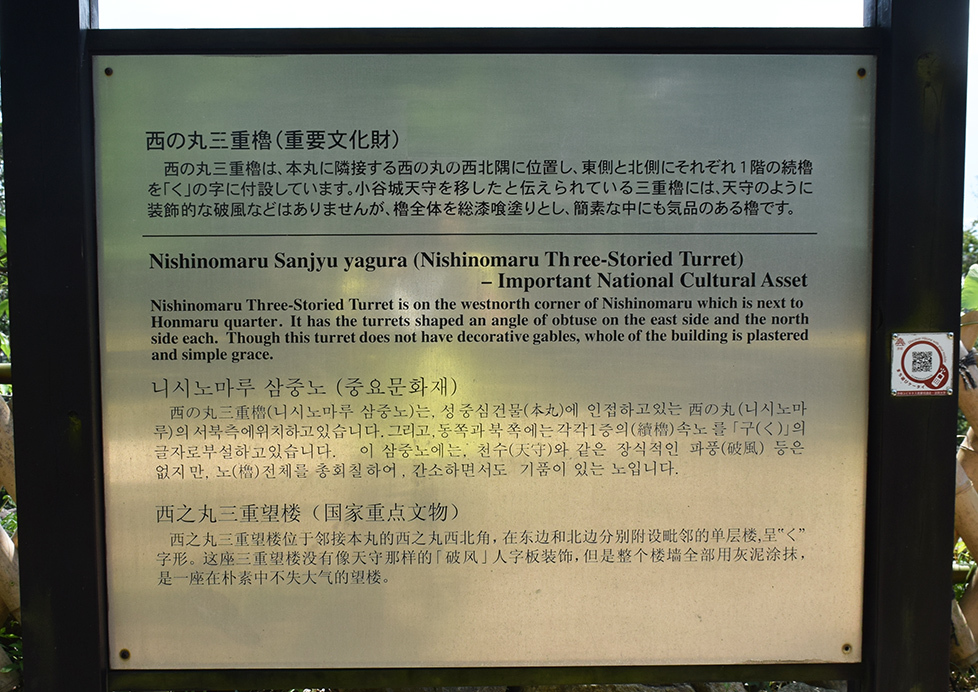 西の丸三重櫓（重要文化財）
西の丸三重櫓は、本丸に隣接する西の丸の西北隅に位置し、東側と北側にそれぞれ1階の続櫓
を「く」の字に付設しています。小谷城天守を移したと伝えられている三重櫓には、天守のように
装飾的な破風などはありませんが、櫓全体を総漆喰塗りとし、簡素な中にも気品のある櫓です。
Nishinomaru Sanjyu yagura (Nishinomaru Three-Storied Turret)
– Important National Cultural Asset
Nishinomaru Three-Storied Turret is on the westnorth corner of Nishinomaru which is next to
Honmaru quarter. It has the turrets shaped an angle of obtuse on the east side and the north
side each. Though this turret does not have decorative gables, whole of the building is plastered
and simple grace.
니시노마루 삼중노 (중요문화재)
西の丸三重櫓(니시노마루 삼중노)는, 성중심건물(本丸)에 인접하고있는 西の丸(니시노마
루)의 서북측에위치하고있습니다. 그리고, 동쪽과 북쪽에는 각각1층의(續櫓)속노 를 「구(く)」의
글자로부설하고있습니다. 이 삼중노에는, 천수(天守)와 같은 장식적인 파풍(破風) 등은
없지만, 노(櫓)전체를 총회칠하어, 간소하면서도 기품이 있는 노입니다.
西之丸三重望楼（国家重点文物）
西之丸三重望楼位于邻接本丸的西之丸西北角，在东边和北边分别附设毗邻的单层楼,呈“く”
字形。这座三重望楼没有像天守那样的「破风」人字板装饰，但是整个楼墙全部用灰泥涂抹，
是一座在朴素中不失大气的望楼。